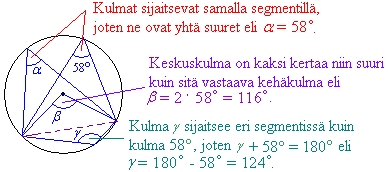 Kulmat sijaitsevat samalla segmentillä,
joten ne ovat yhtä suuret eli α = 58°.
α
58°
Keskuskulma on kaksi kertaa niin suuri
kuin sitä vastaava kehäkulma eli
β = 2 · 58° = 116°.
β
γ
Kulma γ sijaitsee eri segmentissä kuin
kulma 58°, joten γ + 58° = 180° eli
γ = 180° - 58° = 124°.